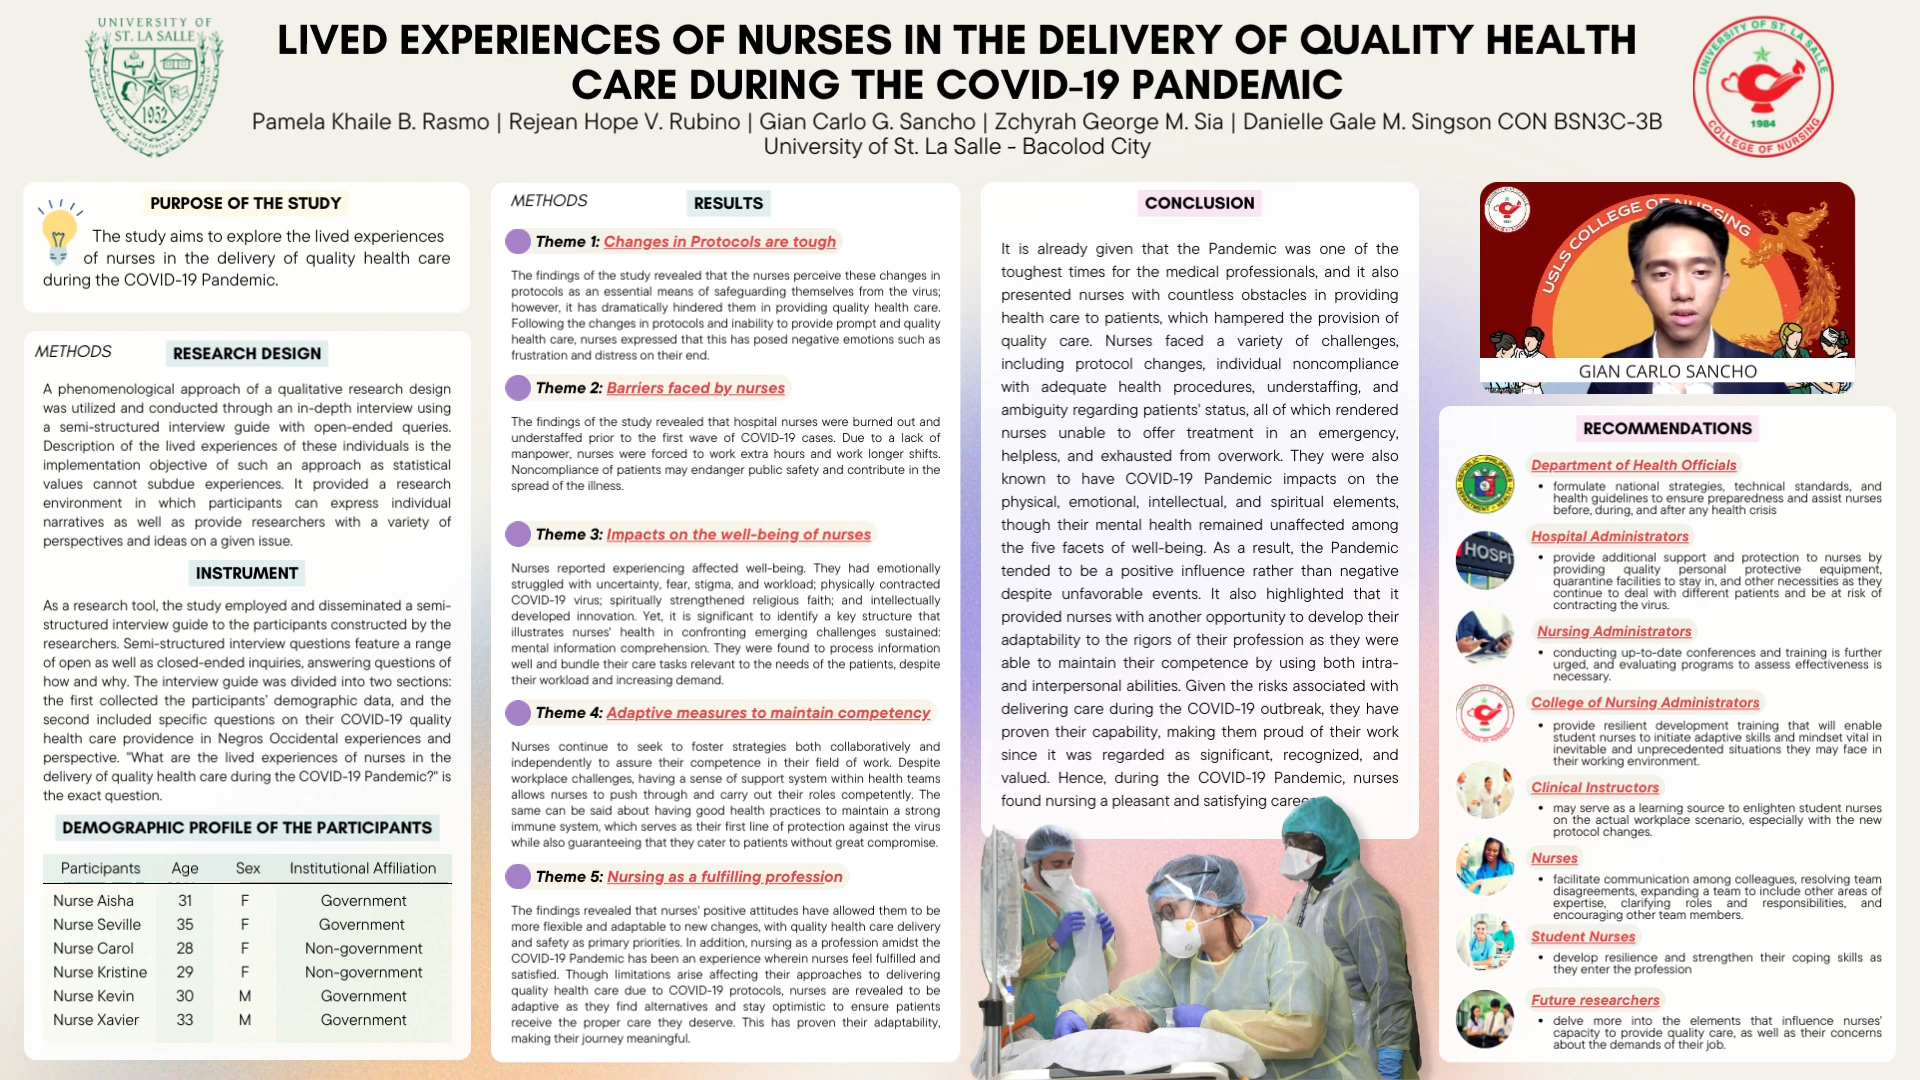 UNIVERSITY OF
ST. LA SALLE
1952
LIVED EXPERIENCES OF NURSES IN THE DELIVERY OF QUALITY HEALTH
CARE DURING THE COVID-19 PANDEMIC
Pamela Khaile B. Rasmo | Rejean Hope V. Rubino | Gian Carlo G. Sancho | Zchyrah George M. Sia | Danielle Gale M. Singson CON BSN3C-3B
University of St. La Salle - Bacolod City
UNIVERSITY OF ST. LA SALLE
1984
COLLEGE OF NURSING
PURPOSE OF THE STUDY
The study aims to explore the lived experiences
of nurses in the delivery of quality health care
during the COVID-19 Pandemic.
METHODS
RESEARCH DESIGN
A phenomenological approach of a qualitative research design
was utilized and conducted through an in-depth interview using
a semi-structured interview guide with open-ended queries.
Description of the lived experiences of these individuals is the
implementation objective of such an approach as statistical
values cannot subdue experiences. It provided a research
environment in which participants can express individual
narratives as well as provide researchers with a variety of
perspectives and ideas on a given issue.
INSTRUMENT
As a research tool, the study employed and disseminated a semi-
structured interview guide to the participants constructed by the
researchers. Semi-structured interview questions feature a range
of open as well as closed-ended inquiries, answering questions of
how and why. The interview guide was divided into two sections:
the first collected the participants' demographic data, and the
second included specific questions on their COVID-19 quality
health care providence in Negros Occidental experiences and
perspective. "What are the lived experiences of nurses in the
delivery of quality health care during the COVID-19 Pandemic?" is
the exact question.
DEMOGRAPHIC PROFILE OF THE PARTICIPANTS
Participants Age Sex Institutional Affiliation
Nurse Aisha 31 F Government
Nurse Seville 35 F Government
Nurse Carol 28 F Non-government
Nurse Kristine 29 F Non-government
Nurse Kevin 30 M Government
Nurse Xavier 33 M Government
METHODS
RESULTS
Theme 1: Changes in Protocols are tough
The findings of the study revealed that the nurses perceive these changes in
protocols as an essential means of safeguarding themselves from the virus;
however, it has dramatically hindered them in providing quality health care.
Following the changes in protocols and inability to provide prompt and quality
health care, nurses expressed that this has posed negative emotions such as
frustration and distress on their end.
Theme 2: Barriers faced by nurses
The findings of the study revealed that hospital nurses were burned out and
understaffed prior to the first wave of COVID-19 cases. Due to a lack of
manpower, nurses were forced to work extra hours and work longer shifts.
Noncompliance of patients may endanger public safety and contribute in the
spread of the illness.
Theme 3: Impacts on the well-being of nurses
Nurses reported experiencing affected well-being. They had emotionally
struggled with uncertainty, fear, stigma, and workload; physically contracted
COVID-19 virus; spiritually strengthened religious faith; and intellectually
developed innovation. Yet, it is significant to identify a key structure that
illustrates nurses' health in confronting emerging challenges sustained:
mental information comprehension. They were found to process information
well and bundle their care tasks relevant to the needs of the patients, despite
their workload and increasing demand.
Theme 4: Adaptive measures to maintain competency
Nurses continue to seek to foster strategies both collaboratively and
independently to assure their competence in their field of work. Despite
workplace challenges, having a sense of support system within health teams
allows nurses to push through and carry out their roles competently. The
same can be said about having good health practices to maintain a strong
immune system, which serves as their first line of protection against the virus
while also guaranteeing that they cater to patients without great compromise.
Theme 5: Nursing as a fulfilling profession
The findings revealed that nurses' positive attitudes have allowed them to be
more flexible and adaptable to new changes, with quality health care delivery
and safety as primary priorities. In addition, nursing as a profession amidst the
COVID-19 Pandemic has been an experience wherein nurses feel fulfilled and
satisfied. Though limitations arise affecting their approaches to delivering
quality health care due to COVID-19 protocols, nurses are revealed to be
adaptive as they find alternatives and stay optimistic to ensure patients
receive the proper care they deserve. This has proven their adaptability,
making their journey meaningful.
CONCLUSION
It is already given that the Pandemic was one of the
toughest times for the medical professionals, and it also
presented nurses with countless obstacles in providing
health care to patients, which hampered the provision of
quality care. Nurses faced a variety of challenges,
including protocol changes, individual noncompliance
with adequate health procedures, understaffing, and
ambiguity regarding patients' status, all of which rendered
nurses unable to offer treatment in an emergency,
helpless, and exhausted from overwork. They were also
known to have COVID-19 Pandemic impacts on the
physical, emotional, intellectual, and spiritual elements,
though their mental health remained unaffected among
the five facets of well-being. As a result, the Pandemic
tended to be a positive influence rather than negative
despite unfavorable events. It also highlighted that it
provided nurses with another opportunity to develop their
adaptability to the rigors of their profession as they were
able to maintain their competence by using both intra-
and interpersonal abilities. Given the risks associated with
delivering care during the COVID-19 outbreak, they have
proven their capability, making them proud of their work
since it was regarded as significant, recognized, and
valued. Hence, during the COVID-19 Pandemic, nurses
found nursing a pleasant and satisfying career
USLS COLLEGE OF NURSING
GIAN CARLO SANCHO
RECOMMENDATIONS
Department of Health Officials
• formulate national strategies, technical standards, and
health guidelines to ensure preparedness and assist nurses
before, during, and after any health crisis
HOSPI
Hospital Administrators
• provide additional support and protection to nurses by
providing quality personal protective equipment,
quarantine facilities to stay in, and other necessities as they
continue to deal with different patients and be at risk of
contracting the virus.
Nursing Administrators
• conducting up-to-date conferences and training is further
urged, and evaluating programs to assess effectiveness is
necessary.
College of Nursing Administrators
• provide resilient development training that will enable
student nurses to initiate adaptive skills and mindset vital in
inevitable and unprecedented situations they may face in
their working environment.
Clinical Instructors
• may serve as a learning source to enlighten student nurses
on the actual workplace scenario, especially with the new
protocol changes.
Nurses
• facilitate communication among colleagues, resolving team
disagreements, expanding a team to include other areas of
expertise, clarifying roles and responsibilities, and
encouraging other team members.
Student Nurses
• develop resilience and strengthen their coping skills as
they enter the profession
Future researchers
• delve more into the elements that influence nurses'
capacity to provide quality care, as well as their concerns
about the demands of their job.